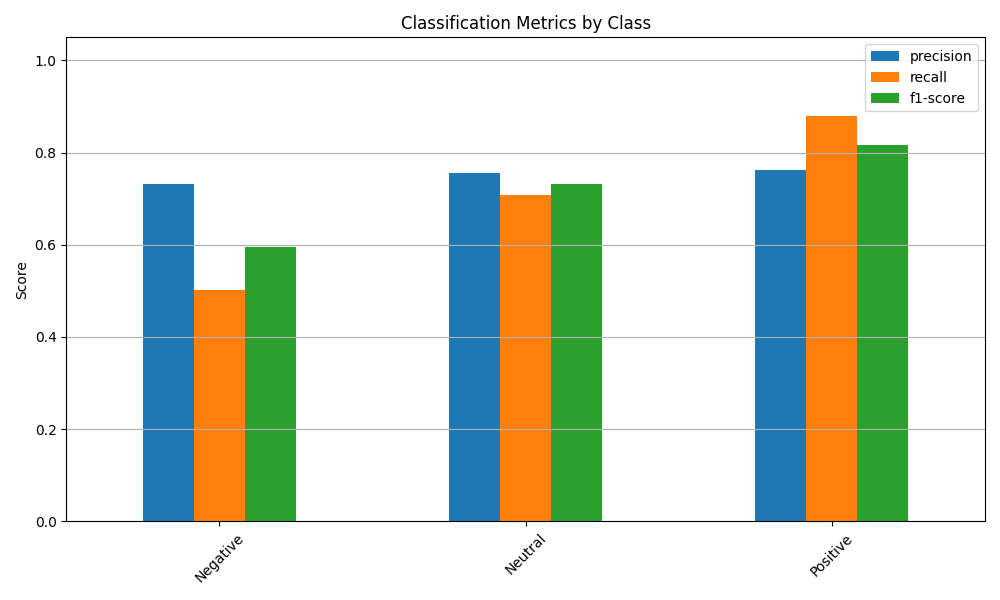 Classification Metrics by Class
precision
recall
f1-score
Score
1.0
0.8
0.6
0.4
0.2
0.0
Negative
Neutral
Positive